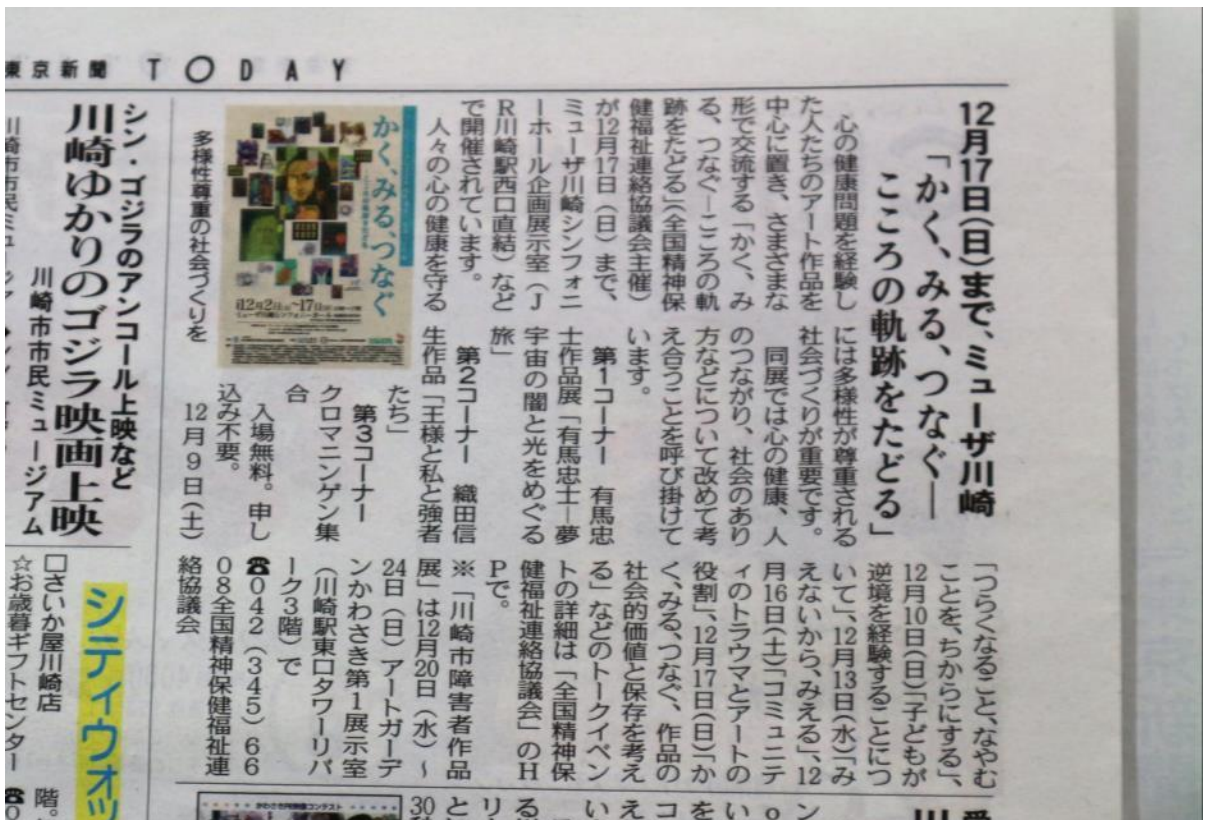 東京新聞 TODAY
12月17日(日)まで、ミューザ川崎
「かく、みる、つなぐ―
こころの軌跡をたどる」
心の健康問題を経験し
た人たちのアート作品を
中心に置き、さまざまな
形で交流する「かく、み
る、つなぐ―こころの軌
跡をたどる」(全国精神保
健福祉連絡協議会主催)
が12月17日(日)まで、
ミューザ川崎シンフォニ
ーホール企画展示室(J
R川崎駅西口直結)など
で開催されています。
人々の心の健康を守る
には多様性が尊重される
社会づくりが重要です。
同展では心の健康、人
のつながり、社会のあり
方などについて改めて考
え合うことを呼び掛けて
います。
第1コーナー 有馬忠
士作品展「有馬忠士―夢
宇宙の闇と光をめぐる
旅」
第2コーナー 織田信
生作品「王様と私と強者
たち」
第3コーナー
クロマニンゲン集
合
入場無料。申し
込み不要。
12月9日(土)
「つらくなること、なやむ
ことを、ちからにする」、
12月10日(日)「子どもが
逆境を経験することにつ
いて」、12月13日(水)「み
えないから、みえる」、12
月16日(土)「コミュニテ
ィのトラウマとアートの
役割」、12月17日(日)「か
く、みる、つなぐ、作品の
社会的価値と保存を考え
る」などのトークイベン
トの詳細は「全国精神保
健福祉連絡協議会」のH
Pで。
※「川崎市障害者作品
展」は12月20日(水)~
24日(日)アートガーデ
ンかわさき第1展示室
(川崎駅東口タワーリパ
ーク3階)で
☎042(345)66
08全国精神保健福祉連
絡協議会
かく、みる、つなぐ
12月2日(土)~17日(日)
多様性尊重の社会づくりを
シン・ゴジラのアンコール上映など
川崎ゆかりのゴジラ映画上映
川崎市市民ミュージアム
川崎市市民ミュ
シティウォッ
□さいか屋川崎店
☆お歳暮ギフトセンター
階。
かわさき市映像コンテスト